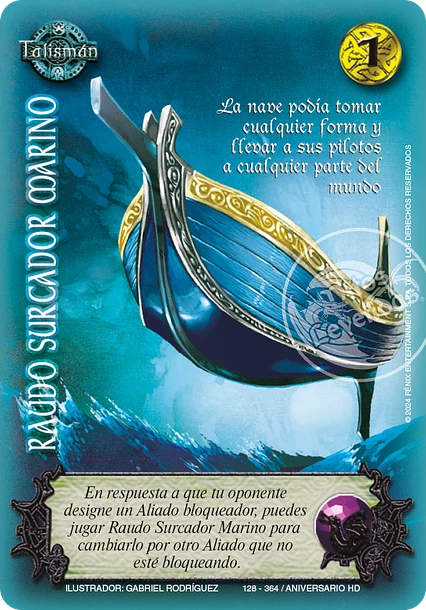 Talismán
1
La nave podía tomar
cualquier forma y
llevar a sus pilotos
a cualquier parte del
mundo
RAUDO SURCADOR MARINO
© 2024 FÉNIX ENTERTAINMENT S.P.A. TODOS LOS DERECHOS RESERVADOS
En respuesta a que tu oponente
designe un Aliado bloqueador, puedes
jugar Raudo Surcador Marino para
cambiarlo por otro Aliado que no
esté bloqueando.
ILUSTRADOR: GABRIEL RODRÍGUEZ 128 - 364 / ANIVERSARIO HD